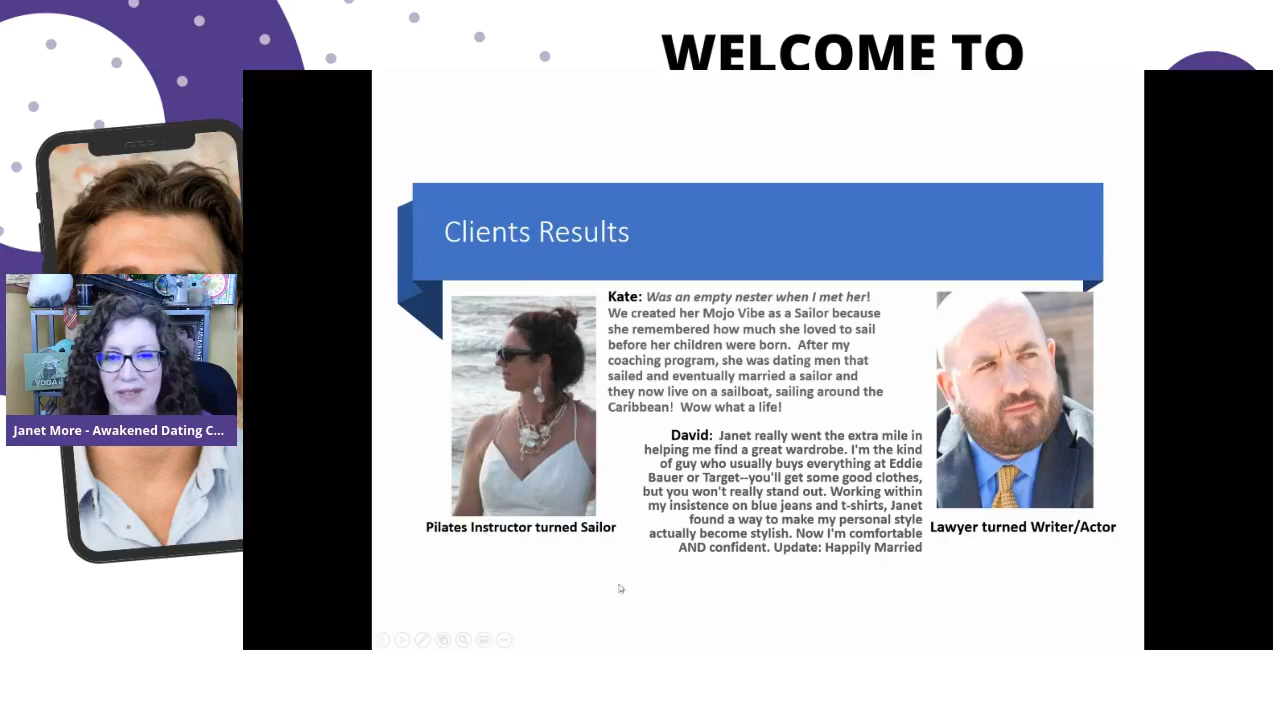 WELCOME TO
Clients Results
Kate: Was an empty nester when I met her!
We created her Mojo Vibe as a Sailor because
she remembered how much she loved to sail
before her children were born.  After my
coaching program, she was dating men that
sailed and eventually married a sailor and
they now live on a sailboat, sailing around the
Caribbean!  Wow what a life!
David:  Janet really went the extra mile in
helping me find a great wardrobe. I'm the kind
of guy who usually buys everything at Eddie
Bauer or Target--you'll get some good clothes,
but you won't really stand out. Working within
my insistence on blue jeans and t-shirts, Janet
found a way to make my personal style
actually become stylish. Now I'm comfortable
AND confident. Update: Happily Married
Pilates Instructor turned Sailor
Lawyer turned Writer/Actor
YOGA
Janet More - Awakened Dating C...